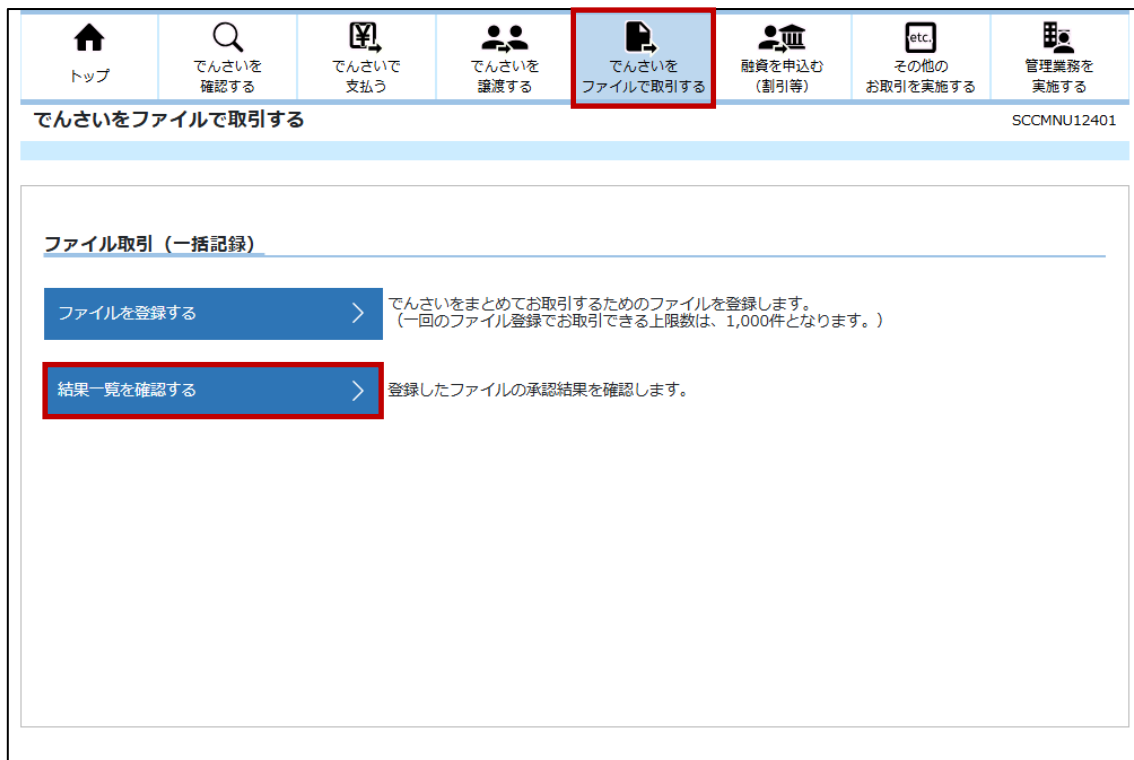 トップ
でんさいを
確認する
でんさいで
支払う
でんさいを
譲渡する
でんさいを
ファイルで取引する
融資を申込む
(割引等)
etc.
その他の
お取引を実施する
管理業務を
実施する
でんさいをファイルで取引する
SCCMNU12401
ファイル取引（一括記録）
ファイルを登録する
でんさいをまとめてお取引するためのファイルを登録します。
（一回のファイル登録でお取引できる上限数は、1,000件となります。）
結果一覧を確認する
登録したファイルの承認結果を確認します。